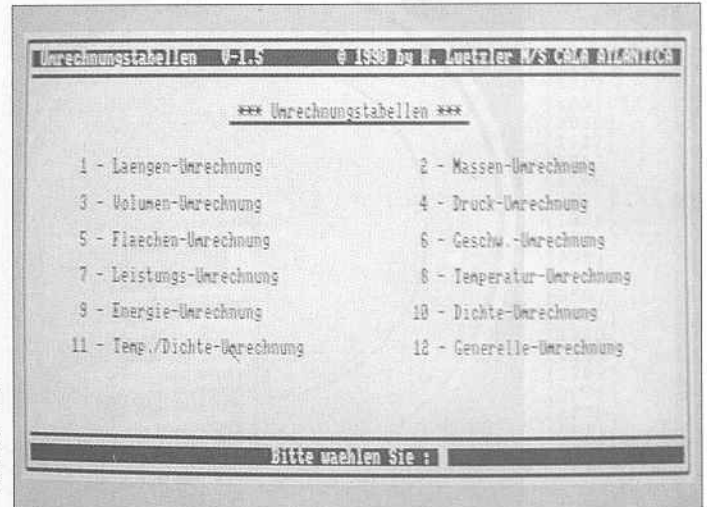 Umrechnungstabellen V-1.5 © 1990 by H. Luetzler M/S CALA ATLANTICA
*** Umrechnungstabellen ***
1 - Laengen-Umrechnung 2 - Massen-Umrechnung
3 - Volumen-Umrechnung 4 - Druck-Umrechnung
5 - Flaechen-Umrechnung 6 - Geschw.-Umrechnung
7 - Leistungs-Umrechnung 8 - Temperatur-Umrechnung
9 - Energie-Umrechnung 10 - Dichte-Umrechnung
11 - Temp./Dichte-Umrechnung 12 - Generelle-Umrechnung
Bitte waehlen Sie :